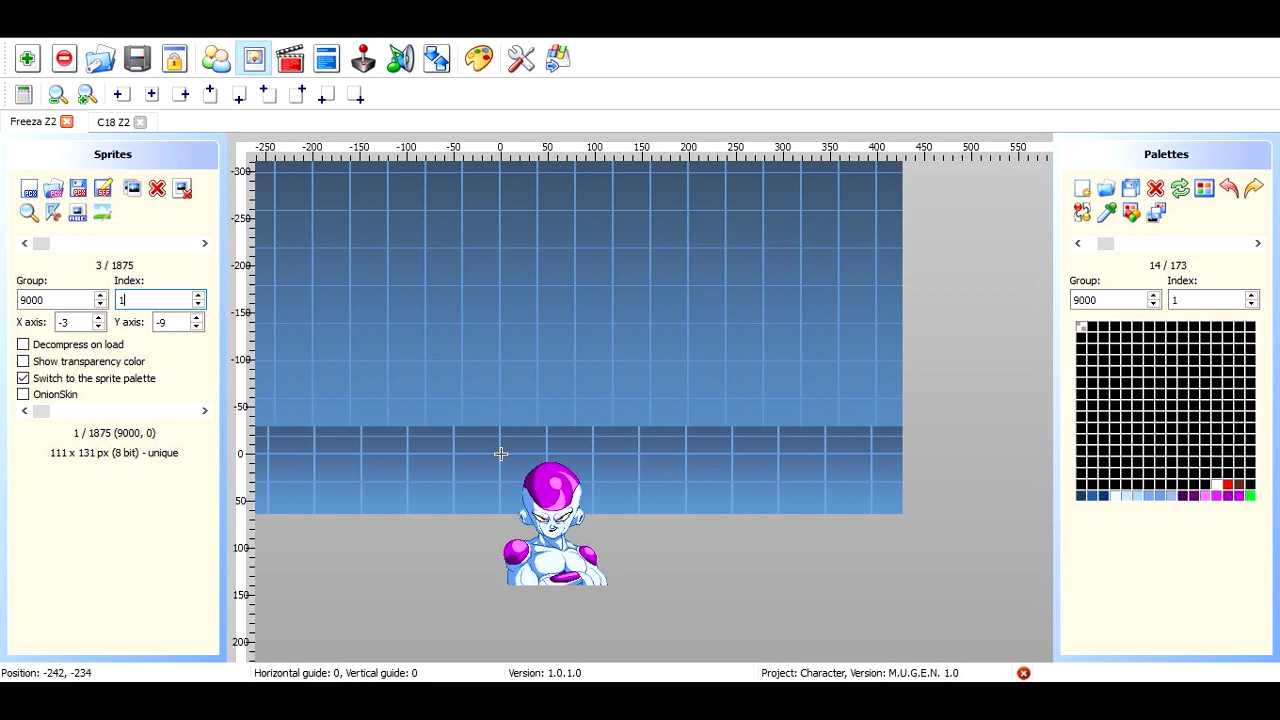 Freeza Z2
C18 Z2
Sprites
3 / 1875
Group: Index:
9000 1
X axis: -3 Y axis: -9
Decompress on load
Show transparency color
Switch to the sprite palette
OnionSkin
1 / 1875 (9000, 0)
111 x 131 px (8 bit) - unique
-250 -200 -150 -100 -50 0 50 100 150 200 250 300 350 400 450 500 550
-300
-250
-200
-150
-100
-50
0
50
100
150
200
Palettes
14 / 173
Group: Index:
9000 1
Position: -242, -234 Horizontal guide: 0, Vertical guide: 0 Version: 1.0.1.0 Project: Character, Version: M.U.G.E.N. 1.0